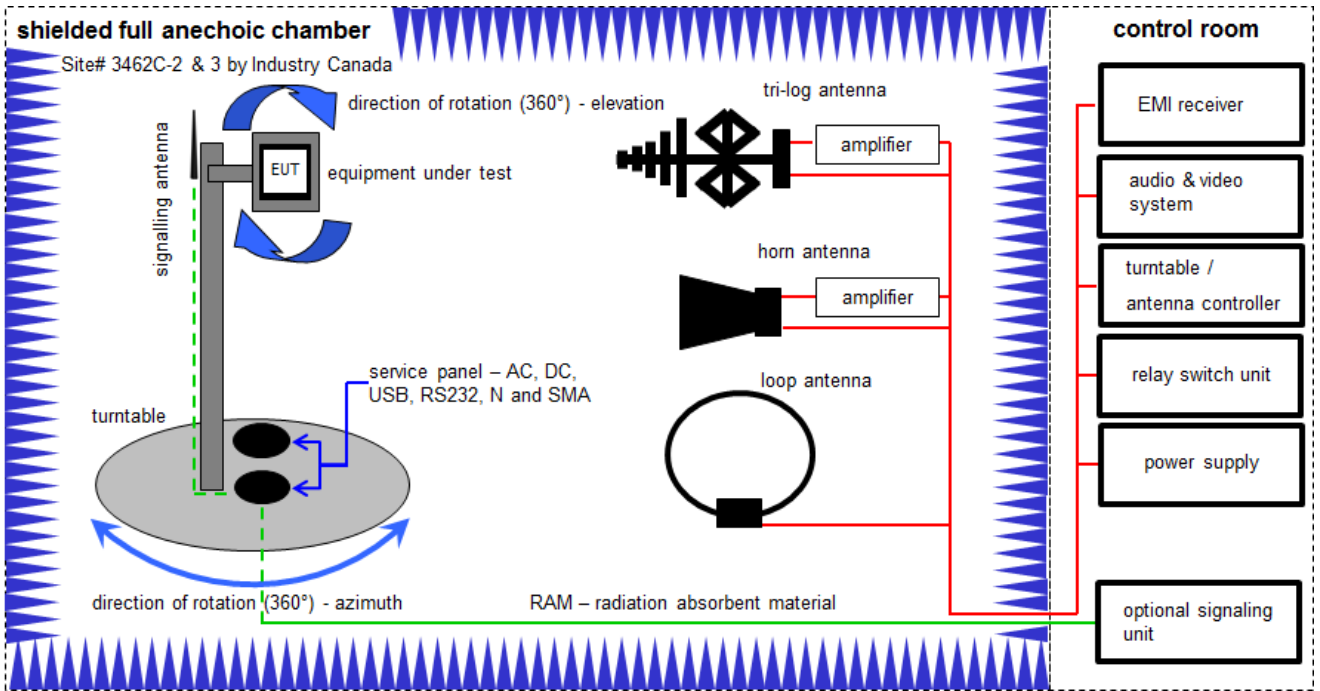 shielded full anechoic chamber
Site# 3462C-2 & 3 by Industry Canada
direction of rotation (360°) - elevation
signalling antenna
EUT
equipment under test
service panel – AC, DC,
USB, RS232, N and SMA
turntable
direction of rotation (360°) - azimuth
tri-log antenna
amplifier
horn antenna
amplifier
loop antenna
RAM – radiation absorbent material
control room
EMI receiver
audio & video
system
turntable /
antenna controller
relay switch unit
power supply
optional signaling
unit